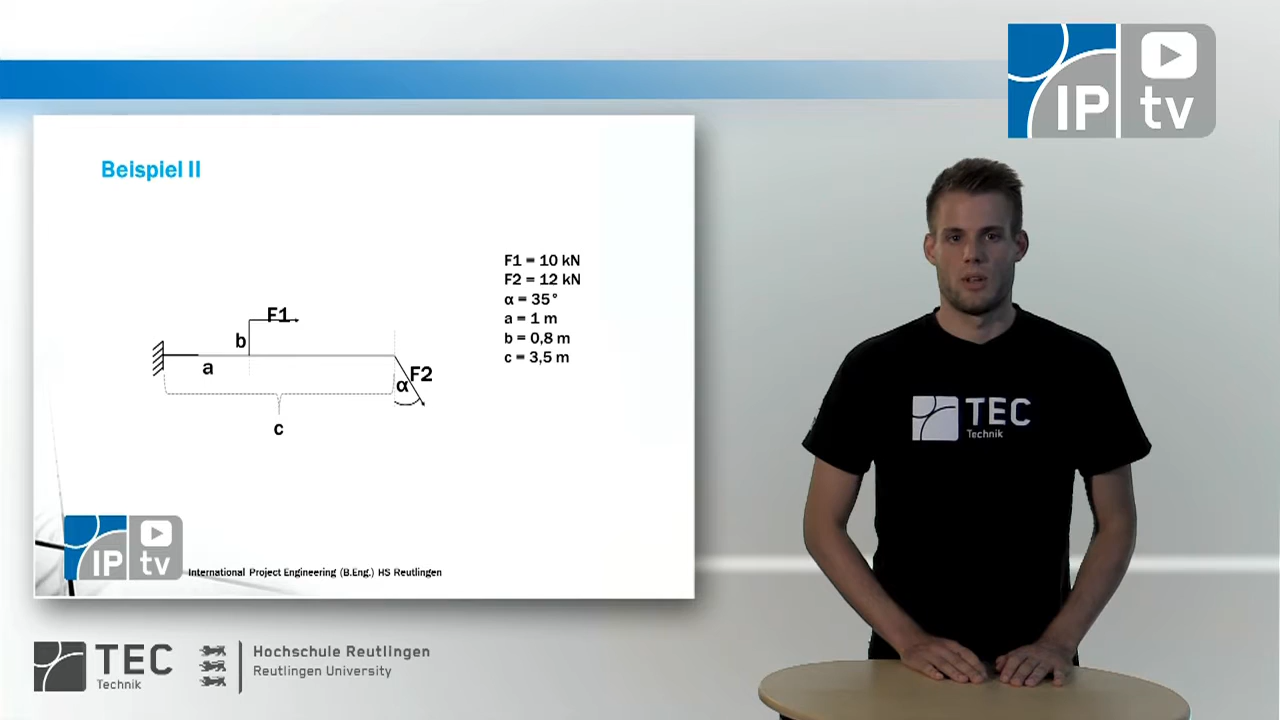 IP tv
Beispiel II
F1 = 10 kN
F2 = 12 kN
α = 35°
a = 1 m
b = 0,8 m
c = 3,5 m
F1
b
a
F2
α
c
TEC
Technik
IP tv
International Project Engineering (B.Eng.) HS Reutlingen
TEC
Technik
Hochschule Reutlingen
Reutlingen University